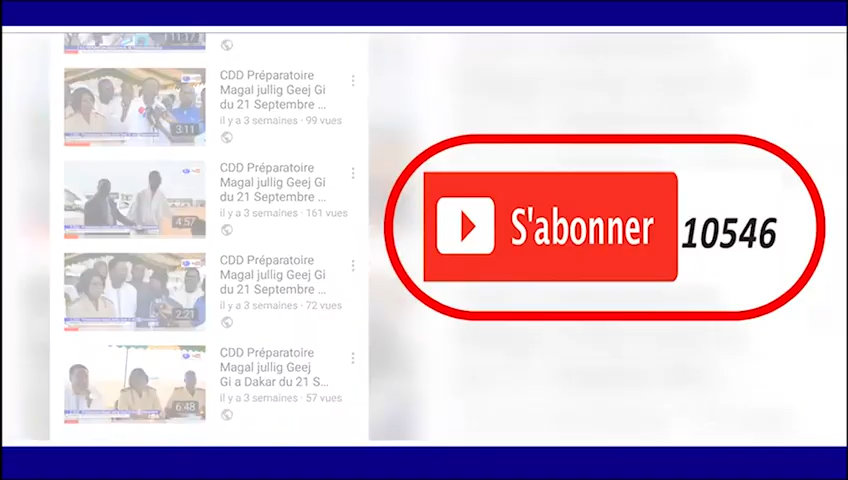 11:17
CDD Préparatoire
Magal jullig Geej Gi
du 21 Septembre ...
il y a 3 semaines · 99 vues
3:11
CDD Préparatoire
Magal jullig Geej Gi
du 21 Septembre ...
il y a 3 semaines · 161 vues
4:57
CDD Préparatoire
Magal jullig Geej Gi
du 21 Septembre ...
il y a 3 semaines · 72 vues
2:21
CDD Préparatoire
Magal jullig Geej
Gi a Dakar du 21 S...
il y a 3 semaines · 57 vues
6:48
S'abonner
10546